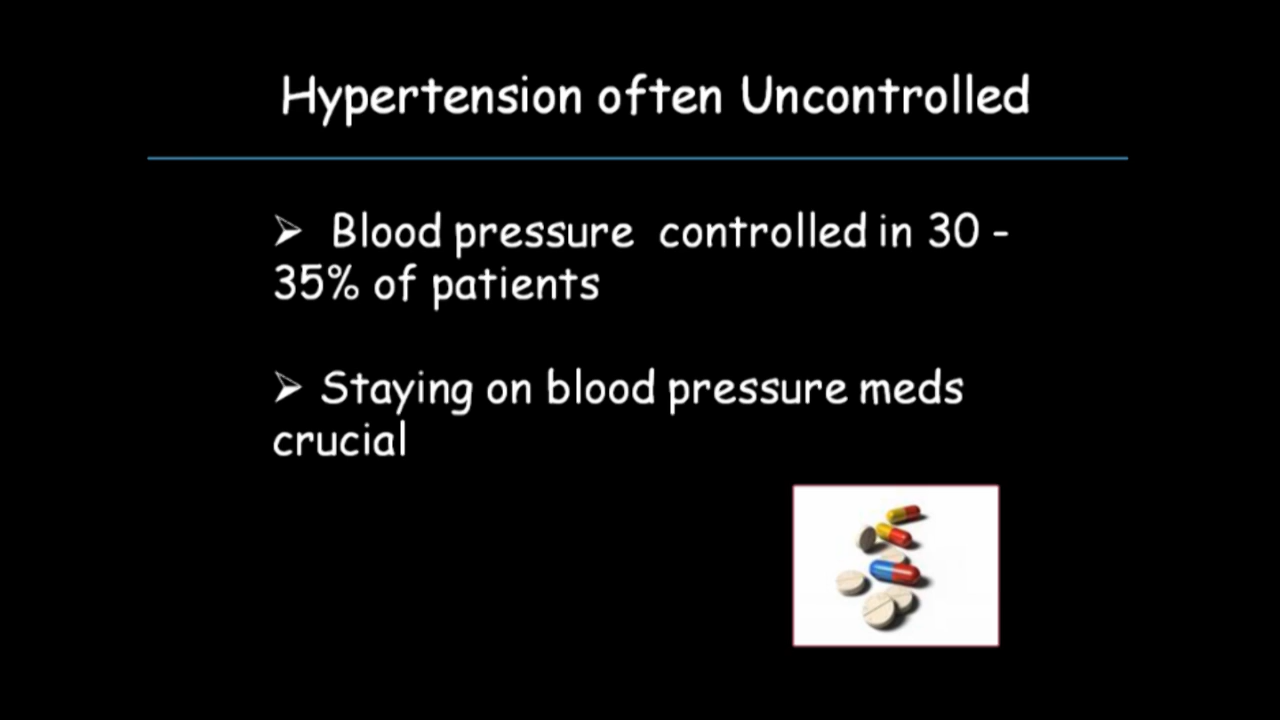 Hypertension often Uncontrolled
➢ Blood pressure controlled in 30 -
35% of patients
➢ Staying on blood pressure meds
crucial